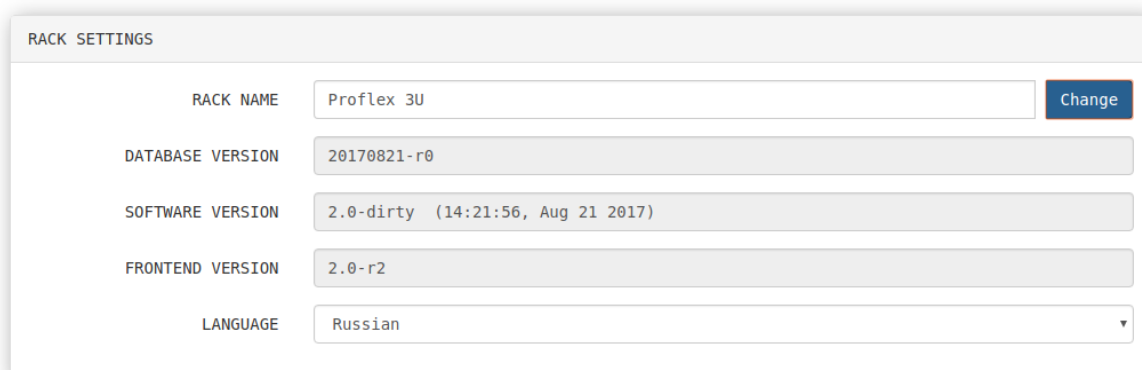 RACK SETTINGS
RACK NAME Proflex 3U Change
DATABASE VERSION 20170821-r0
SOFTWARE VERSION 2.0-dirty (14:21:56, Aug 21 2017)
FRONTEND VERSION 2.0-r2
LANGUAGE Russian